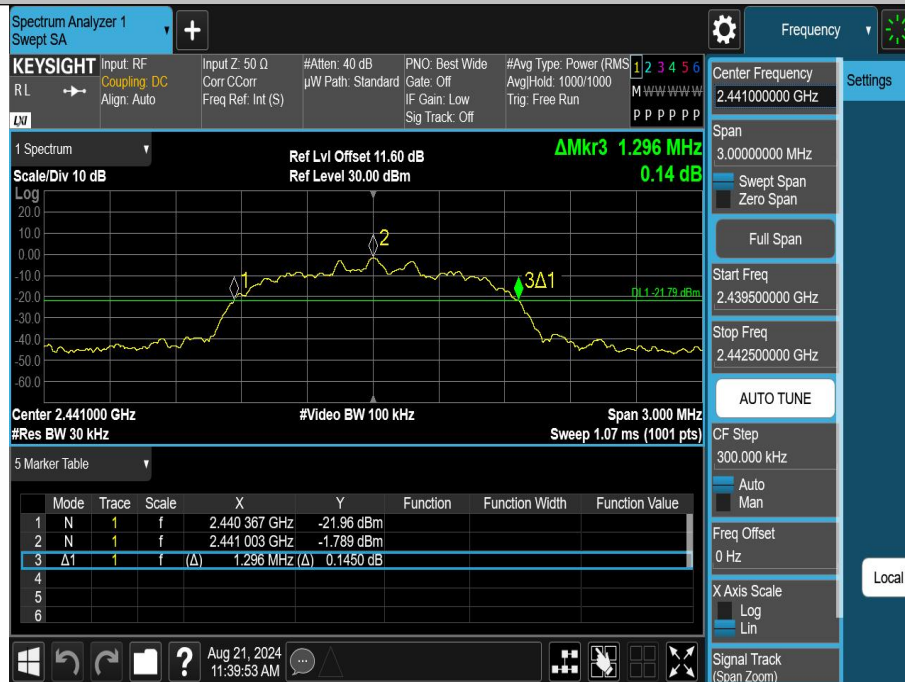 Spectrum Analyzer 1
Swept SA
+
Frequency
KEYSIGHT
RL
LXI
Input: RF
Coupling: DC
Align: Auto
Input Z: 50 Ω
Corr CCorr
Freq Ref: Int (S)
#Atten: 40 dB
µW Path: Standard
PNO: Best Wide
Gate: Off
IF Gain: Low
Sig Track: Off
#Avg Type: Power (RMS
Avg|Hold: 1000/1000
Trig: Free Run
1 2 3 4 5 6
M W W W W W
P P P P P P
1 Spectrum
Scale/Div 10 dB
Ref Lvl Offset 11.60 dB
Ref Level 30.00 dBm
ΔMkr3 1.296 MHz
0.14 dB
Log
20.0
10.0
0.00
-10.0
-20.0
-30.0
-40.0
-50.0
-60.0
1
2
3Δ1
DL1 -21.79 dBm
Center 2.441000 GHz
#Res BW 30 kHz
#Video BW 100 kHz
Span 3.000 MHz
Sweep 1.07 ms (1001 pts)
5 Marker Table
Mode Trace Scale X Y Function Function Width Function Value
1 N 1 f 2.440 367 GHz -21.96 dBm
2 N 1 f 2.441 003 GHz -1.789 dBm
3 Δ1 1 f (Δ) 1.296 MHz (Δ) 0.1450 dB
4
5
6
?
Aug 21, 2024
11:39:53 AM
Center Frequency
2.441000000 GHz
Span
3.00000000 MHz
Swept Span
Zero Span
Full Span
Start Freq
2.439500000 GHz
Stop Freq
2.442500000 GHz
AUTO TUNE
CF Step
300.000 kHz
Auto
Man
Freq Offset
0 Hz
X Axis Scale
Log
Lin
Signal Track
(Span Zoom)
Settings
Local